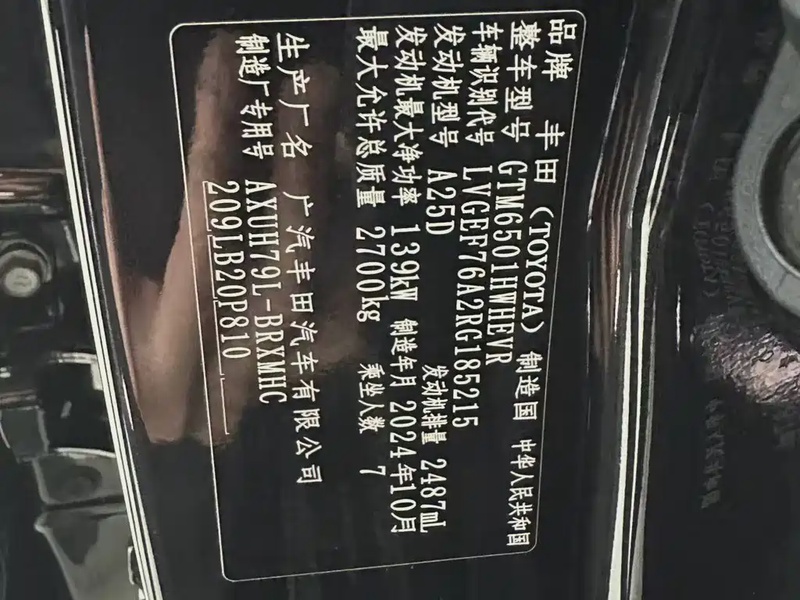 品牌 丰田（TOYOTA） 制造国 中华人民共和国
整车型号 GTM6501HWHEVR
车辆识别代号 LVGEF76A2RG185215
发动机型号 A25D 发动机排量 2487mL
发动机最大净功率 139kW 制造年月 2024年10月
最大允许总质量 2700kg 乘坐人数 7
生产厂名 广汽丰田汽车有限公司
制造厂专用号 AXUH79L-BRXMHC
209LB20P810